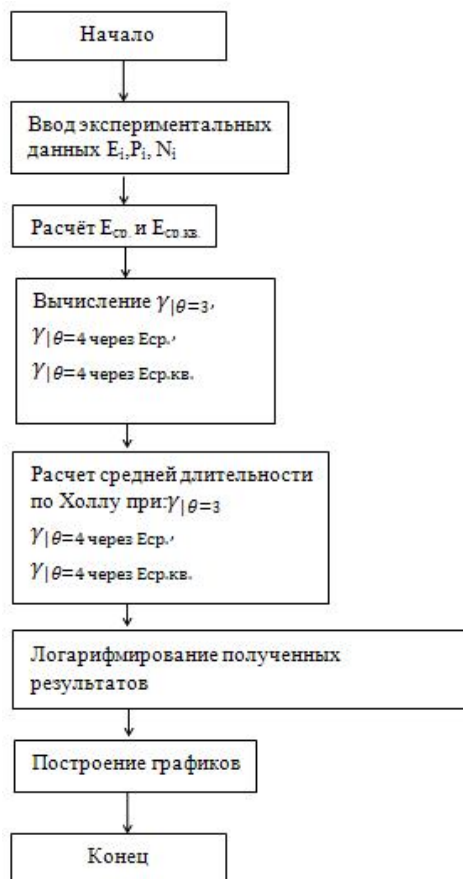 Начало
Ввод экспериментальных
данных Ei,Pi, Ni
Расчёт Eср. и Eср.кв.
Вычисление γ|θ=3,
γ|θ=4 через Eср.,
γ|θ=4 через Eср.кв.
Расчет средней длительности
по Холлу при:γ|θ=3
γ|θ=4 через Eср.,
γ|θ=4 через Eср.кв.
Логарифмирование полученных
результатов
Построение графиков
Конец